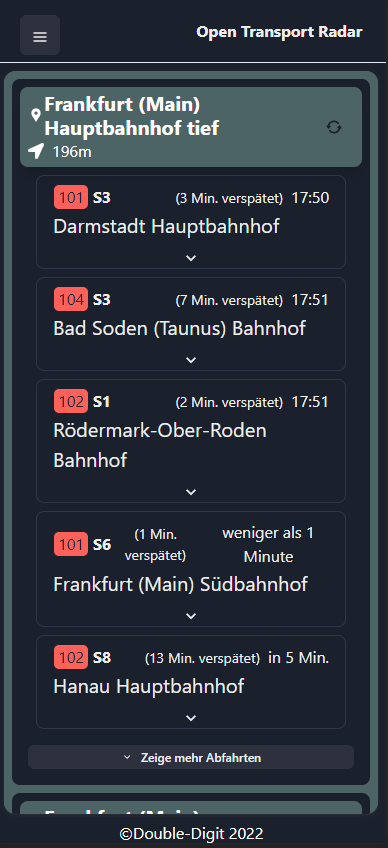 Open Transport Radar
Frankfurt (Main)
Hauptbahnhof tief
196m
101 S3 (3 Min. verspätet) 17:50
Darmstadt Hauptbahnhof
104 S3 (7 Min. verspätet) 17:51
Bad Soden (Taunus) Bahnhof
102 S1 (2 Min. verspätet) 17:51
Rödermark-Ober-Roden
Bahnhof
101 S6 (1 Min.
verspätet) weniger als 1
Minute
Frankfurt (Main) Südbahnhof
102 S8 (13 Min. verspätet) in 5 Min.
Hanau Hauptbahnhof
Zeige mehr Abfahrten
Frankfurt (Main)
©Double-Digit 2022